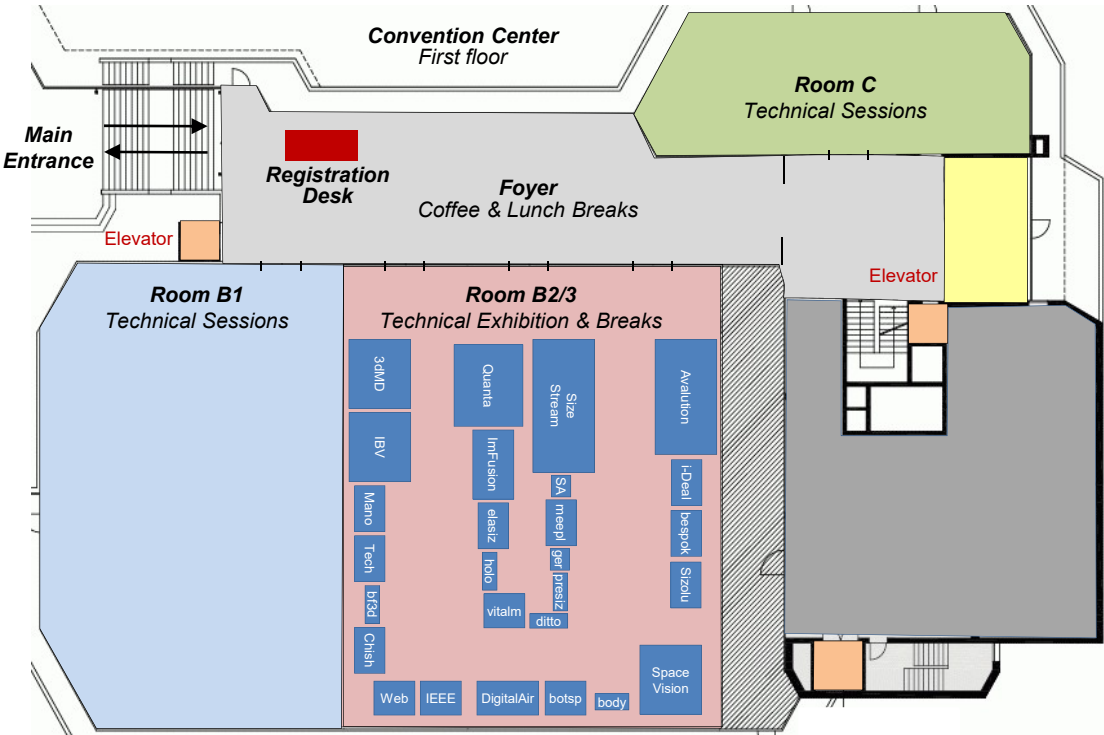 Convention Center
First floor
Room C
Technical Sessions
Main
Entrance
Registration
Desk
Foyer
Coffee & Lunch Breaks
Elevator
Elevator
Room B1
Technical Sessions
Room B2/3
Technical Exhibition & Breaks
3dMD
IBV
Mano
Tech
bf3d
Chish
Quanta
ImFusion
elasiz
holo
vitalm
Size
Stream
SA
meepl
ger
presiz
ditto
Avalution
i-Deal
bespok
Sizolu
Space
Vision
Web
IEEE
DigitalAir
botsp
body